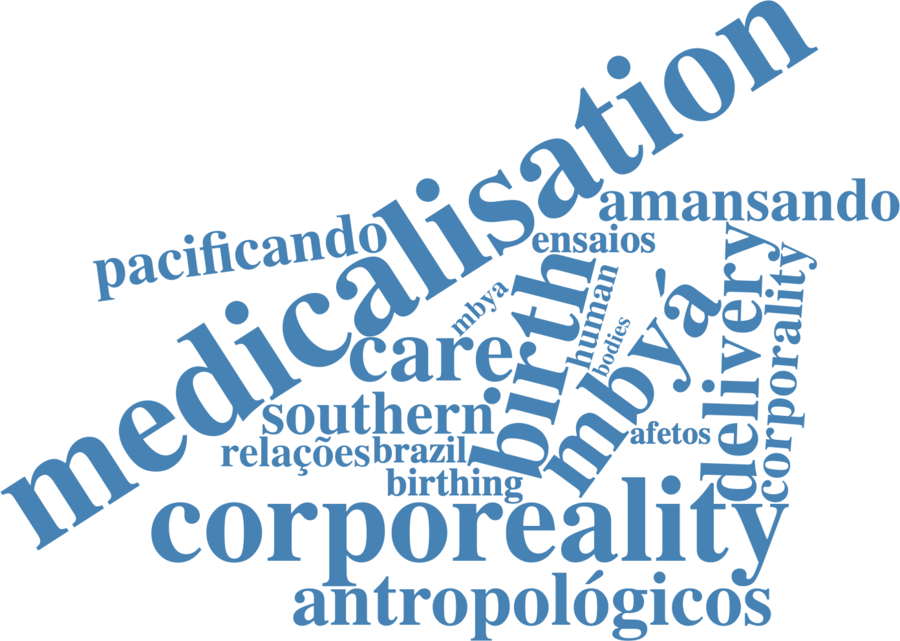 medicalisation
amansando
pacificando
ensaios
mbya
human
birth
delivery
corporality
care
bodies
mbyá
southern
afetos
relações
brazil
birthing
corporeality
antropológicos